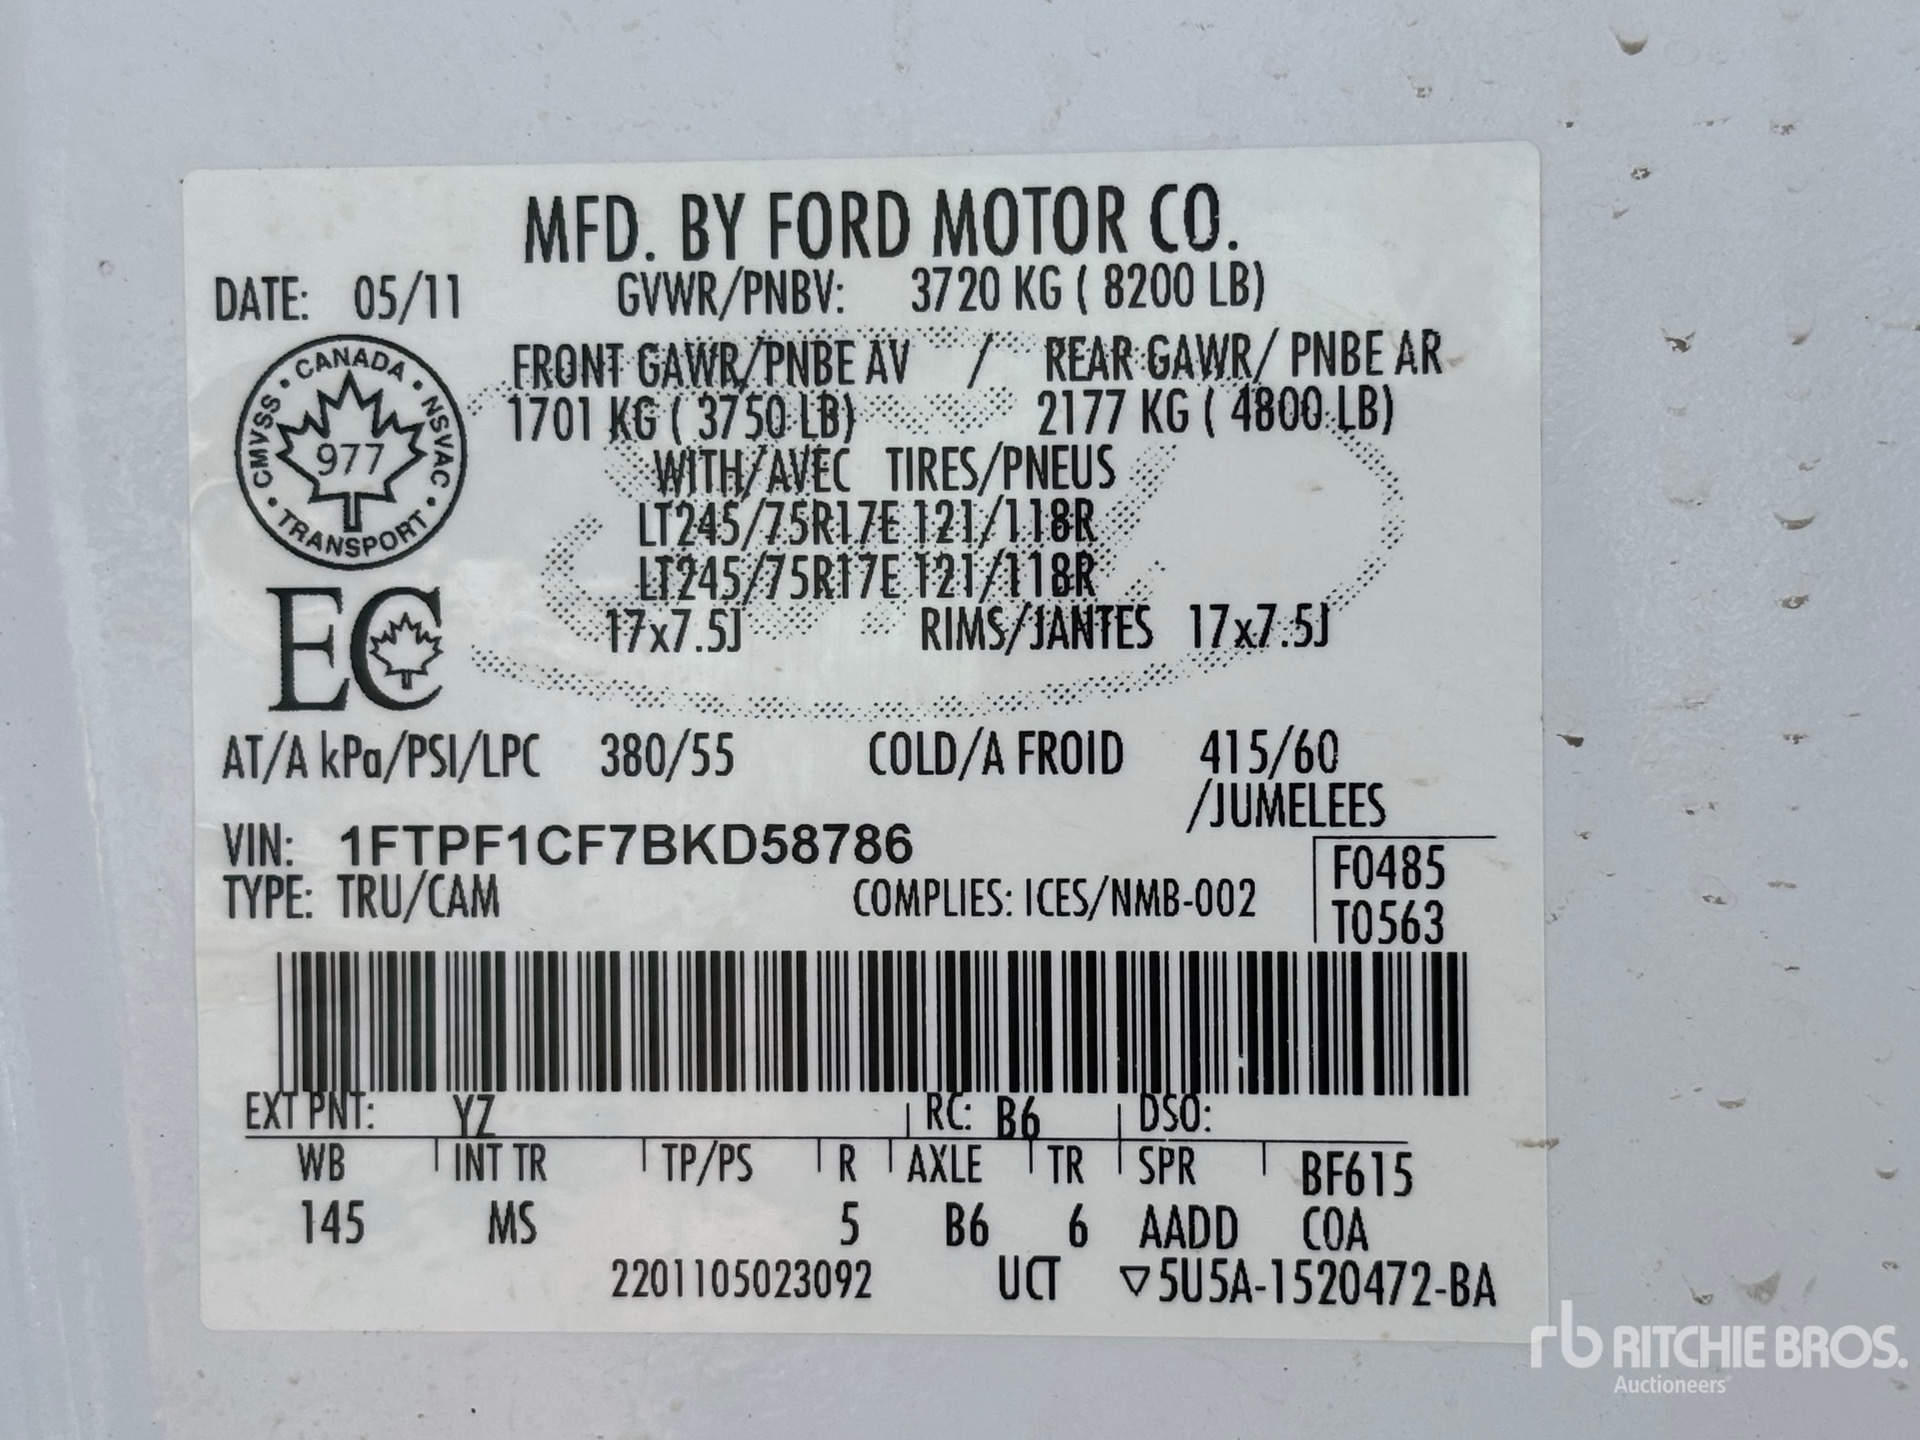 MFD. BY FORD MOTOR CO.
DATE: 05/11 GVWR/PNBV: 3720 KG ( 8200 LB)
FRONT GAWR/PNBE AV / REAR GAWR/ PNBE AR
1701 KG ( 3750 LB) 2177 KG ( 4800 LB)
WITH/AVEC TIRES/PNEUS
LT245/75R17E 121/118R
LT245/75R17E 121/118R
17x7.5J RIMS/JANTES 17x7.5J
CANADA • NSVAC • TRANSPORT • CMVSS •
977
EC
AT/A kPa/PSI/LPC 380/55 COLD/A FROID 415/60
/JUMELEES
VIN: 1FTPF1CF7BKD58786
TYPE: TRU/CAM COMPLIES: ICES/NMB-002
F0485
T0563
EXT PNT: YZ RC: B6 DSO:
WB INT TR TP/PS R AXLE TR SPR BF615
145 MS 5 B6 6 AADD COA
2201105023092 UCT ▽5U5A-1520472-BA
rb RITCHIE BROS.
Auctioneers